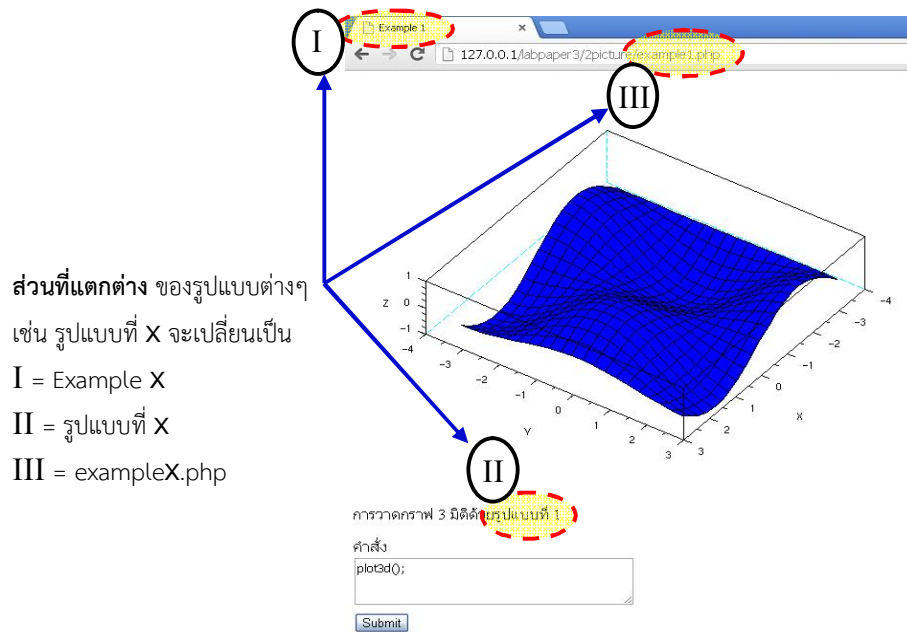 I
Example 1
127.0.0.1/labpaper3/2picture/example1.php
III
ส่วนที่แตกต่าง ของรูปแบบต่างๆ
เช่น รูปแบบที่ X จะเปลี่ยนเป็น
I = Example X
II = รูปแบบที่ X
III = exampleX.php
1
Z 0
-1
-4
-3
-2
-1
0
Y
1
2
3
-4
-3
-2
-1
0
X
1
2
3
II
การวาดกราฟ 3 มิติด้วยรูปแบบที่ 1
คำสั่ง
plot3d();
Submit